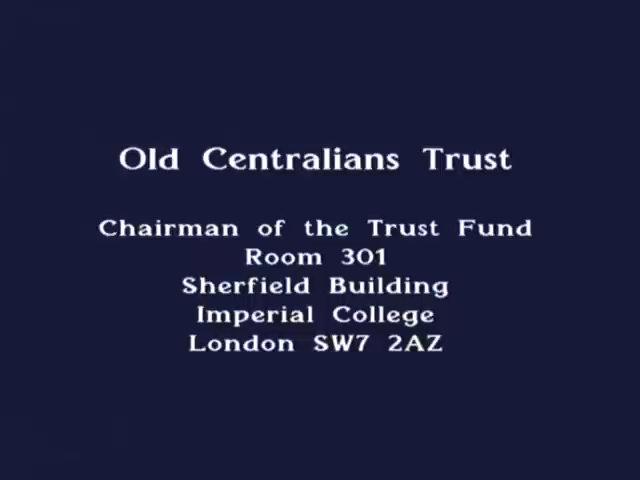 Old Centralians Trust
Chairman of the Trust Fund
Room 301
Sherfield Building
Imperial College
London SW7 2AZ